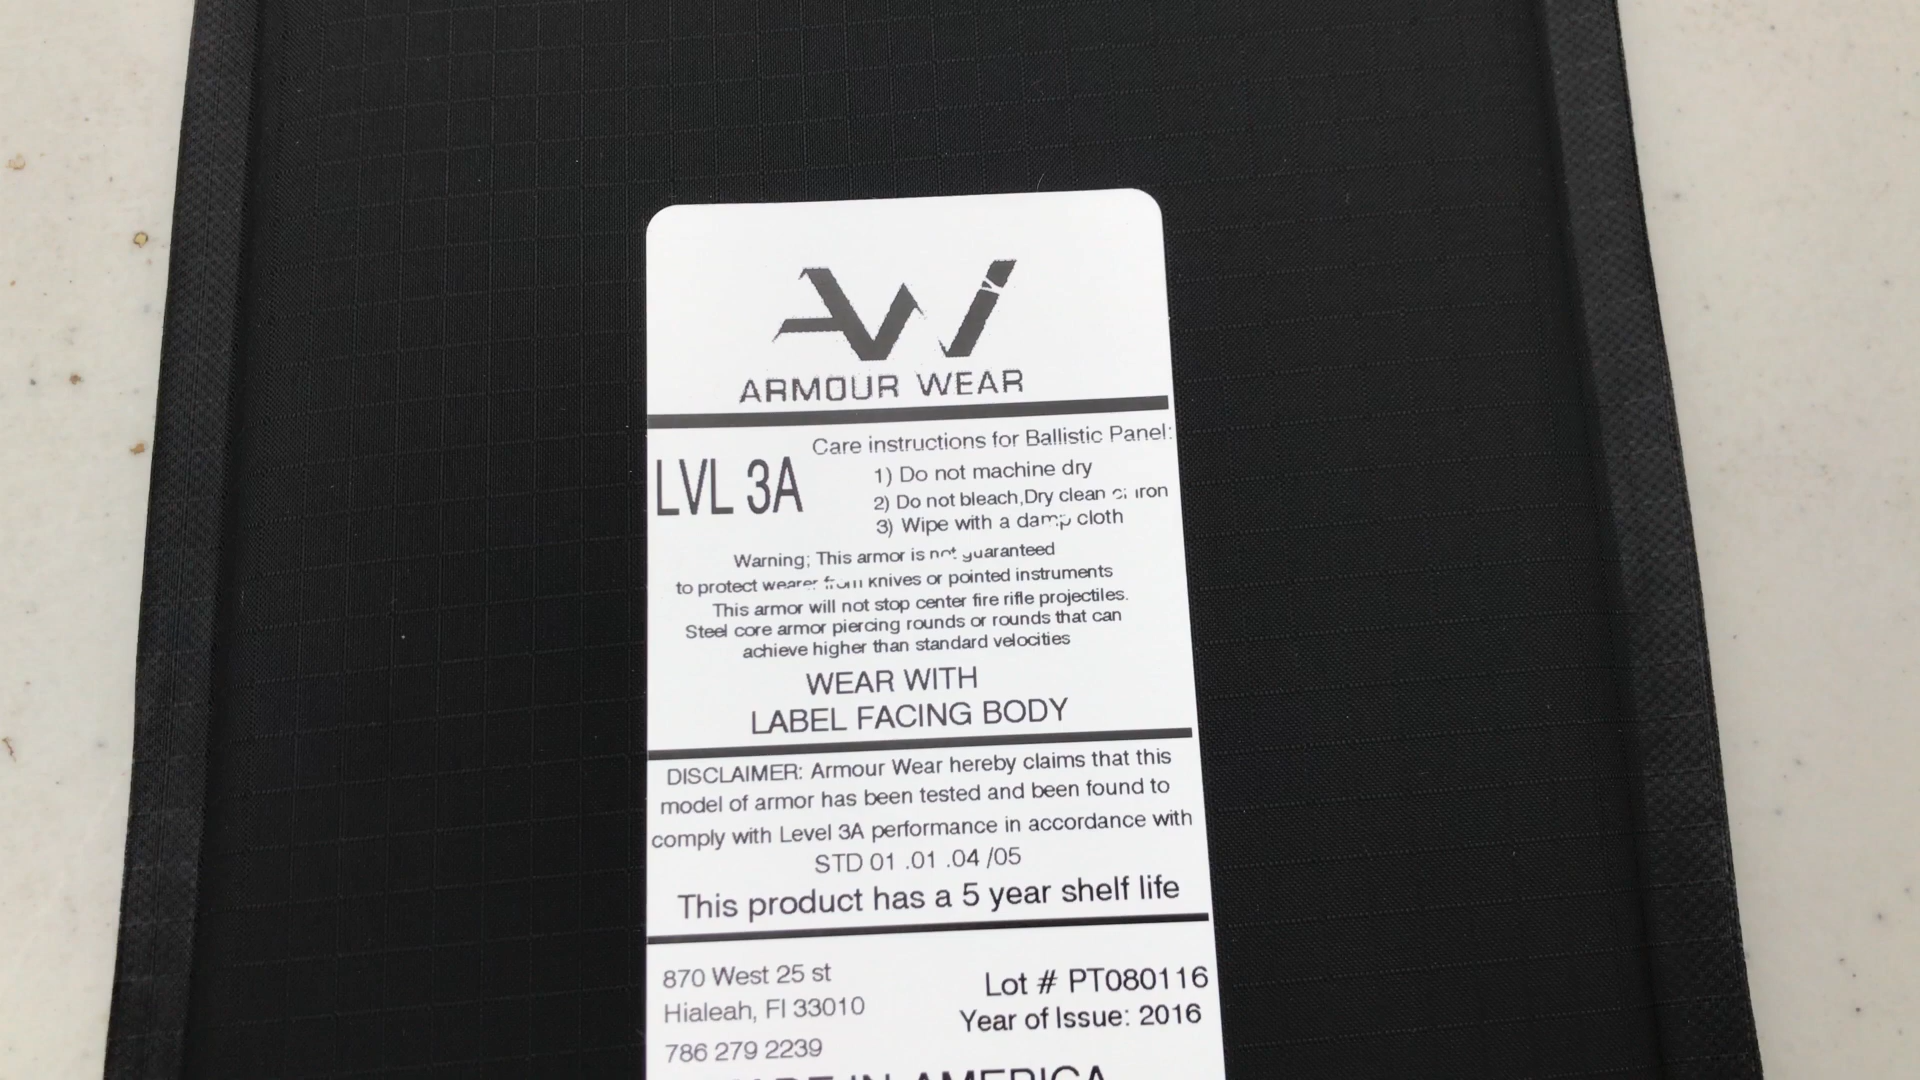 AW
ARMOUR WEAR
LVL 3A
Care instructions for Ballistic Panel:
1) Do not machine dry
2) Do not bleach,Dry clean or iron
3) Wipe with a damp cloth
Warning; This armor is not guaranteed
to protect wearer from knives or pointed instruments
This armor will not stop center fire rifle projectiles.
Steel core armor piercing rounds or rounds that can
achieve higher than standard velocities
WEAR WITH
LABEL FACING BODY
DISCLAIMER: Armour Wear hereby claims that this
model of armor has been tested and been found to
comply with Level 3A performance in accordance with
STD 01 .01 .04 /05
This product has a 5 year shelf life
870 West 25 st
Hialeah, Fl 33010
786 279 2239
Lot # PT080116
Year of Issue: 2016
MADE IN AMERICA